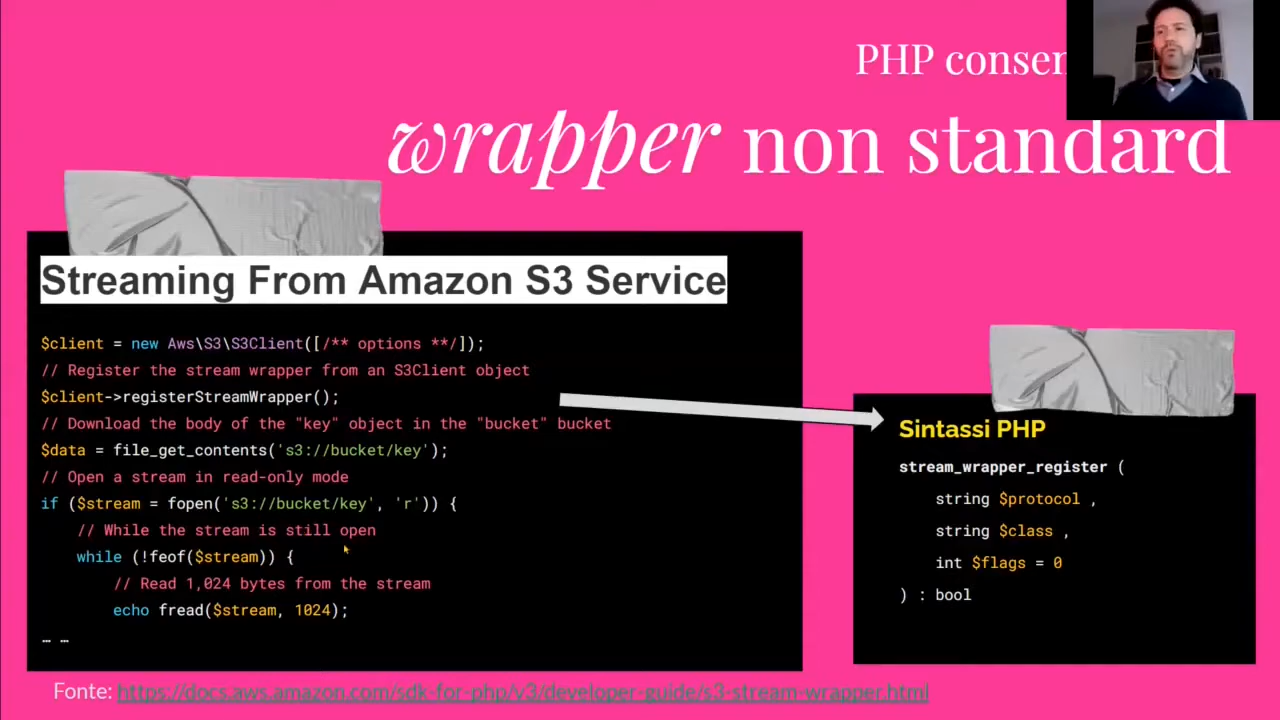 PHP consen
wrapper non standard
Streaming From Amazon S3 Service
$client = new Aws\S3\S3Client([/** options **/]);
// Register the stream wrapper from an S3Client object
$client->registerStreamWrapper();
// Download the body of the "key" object in the "bucket" bucket
$data = file_get_contents('s3://bucket/key');
// Open a stream in read-only mode
if ($stream = fopen('s3://bucket/key', 'r')) {
// While the stream is still open
while (!feof($stream)) {
// Read 1,024 bytes from the stream
echo fread($stream, 1024);
… …
Sintassi PHP
stream_wrapper_register (
string $protocol ,
string $class ,
int $flags = 0
) : bool
Fonte: https://docs.aws.amazon.com/sdk-for-php/v3/developer-guide/s3-stream-wrapper.html